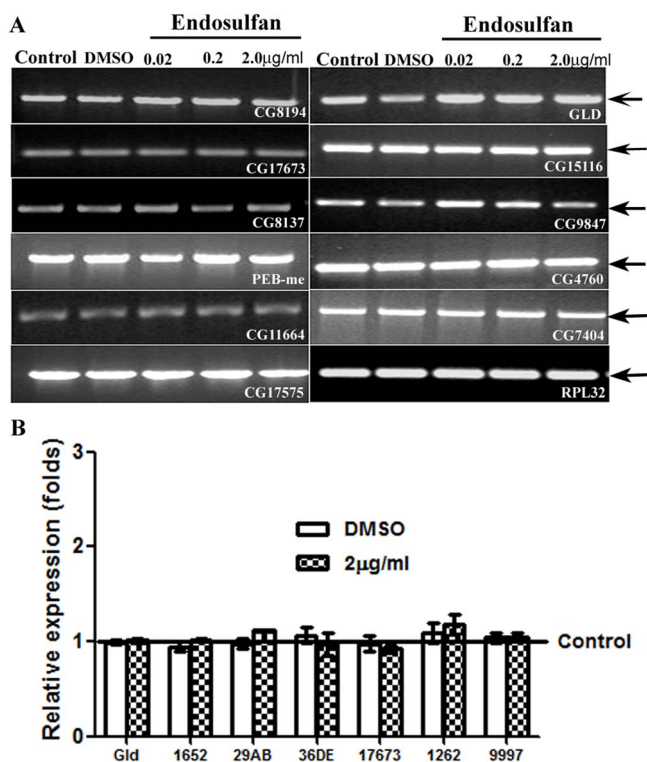 A
Endosulfan Endosulfan
Control DMSO 0.02 0.2 2.0µg/ml Control DMSO 0.02 0.2 2.0µg/ml
CG8194 GLD
CG17673 CG15116
CG8137 CG9847
PEB-me CG4760
CG11664 CG7404
CG17575 RPL32
B
Relative expression (folds)
3
2
1
0
DMSO
2µg/ml
Control
Gld 1652 29AB 36DE 17673 1262 9997